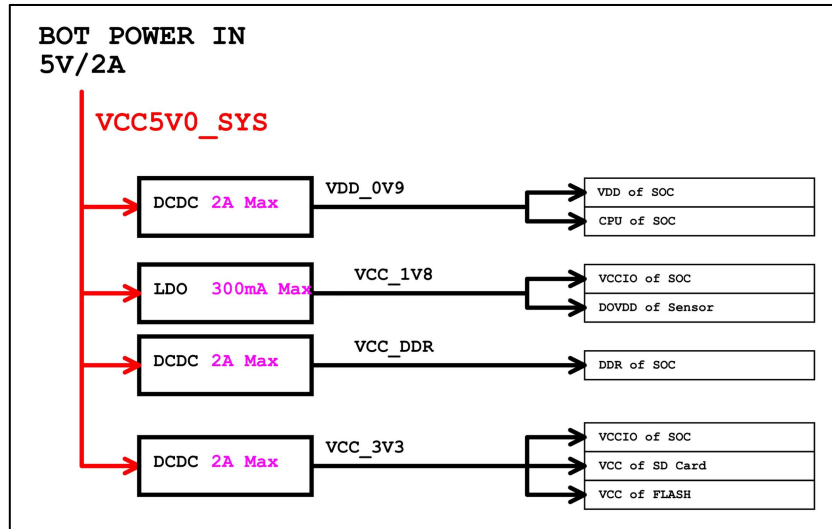 BOT POWER IN
5V/2A
VCC5V0_SYS
DCDC 2A Max
VDD_0V9
VDD of SOC
CPU of SOC
LDO 300mA Max
VCC_1V8
VCCIO of SOC
DOVDD of Sensor
DCDC 2A Max
VCC_DDR
DDR of SOC
DCDC 2A Max
VCC_3V3
VCCIO of SOC
VCC of SD Card
VCC of FLASH